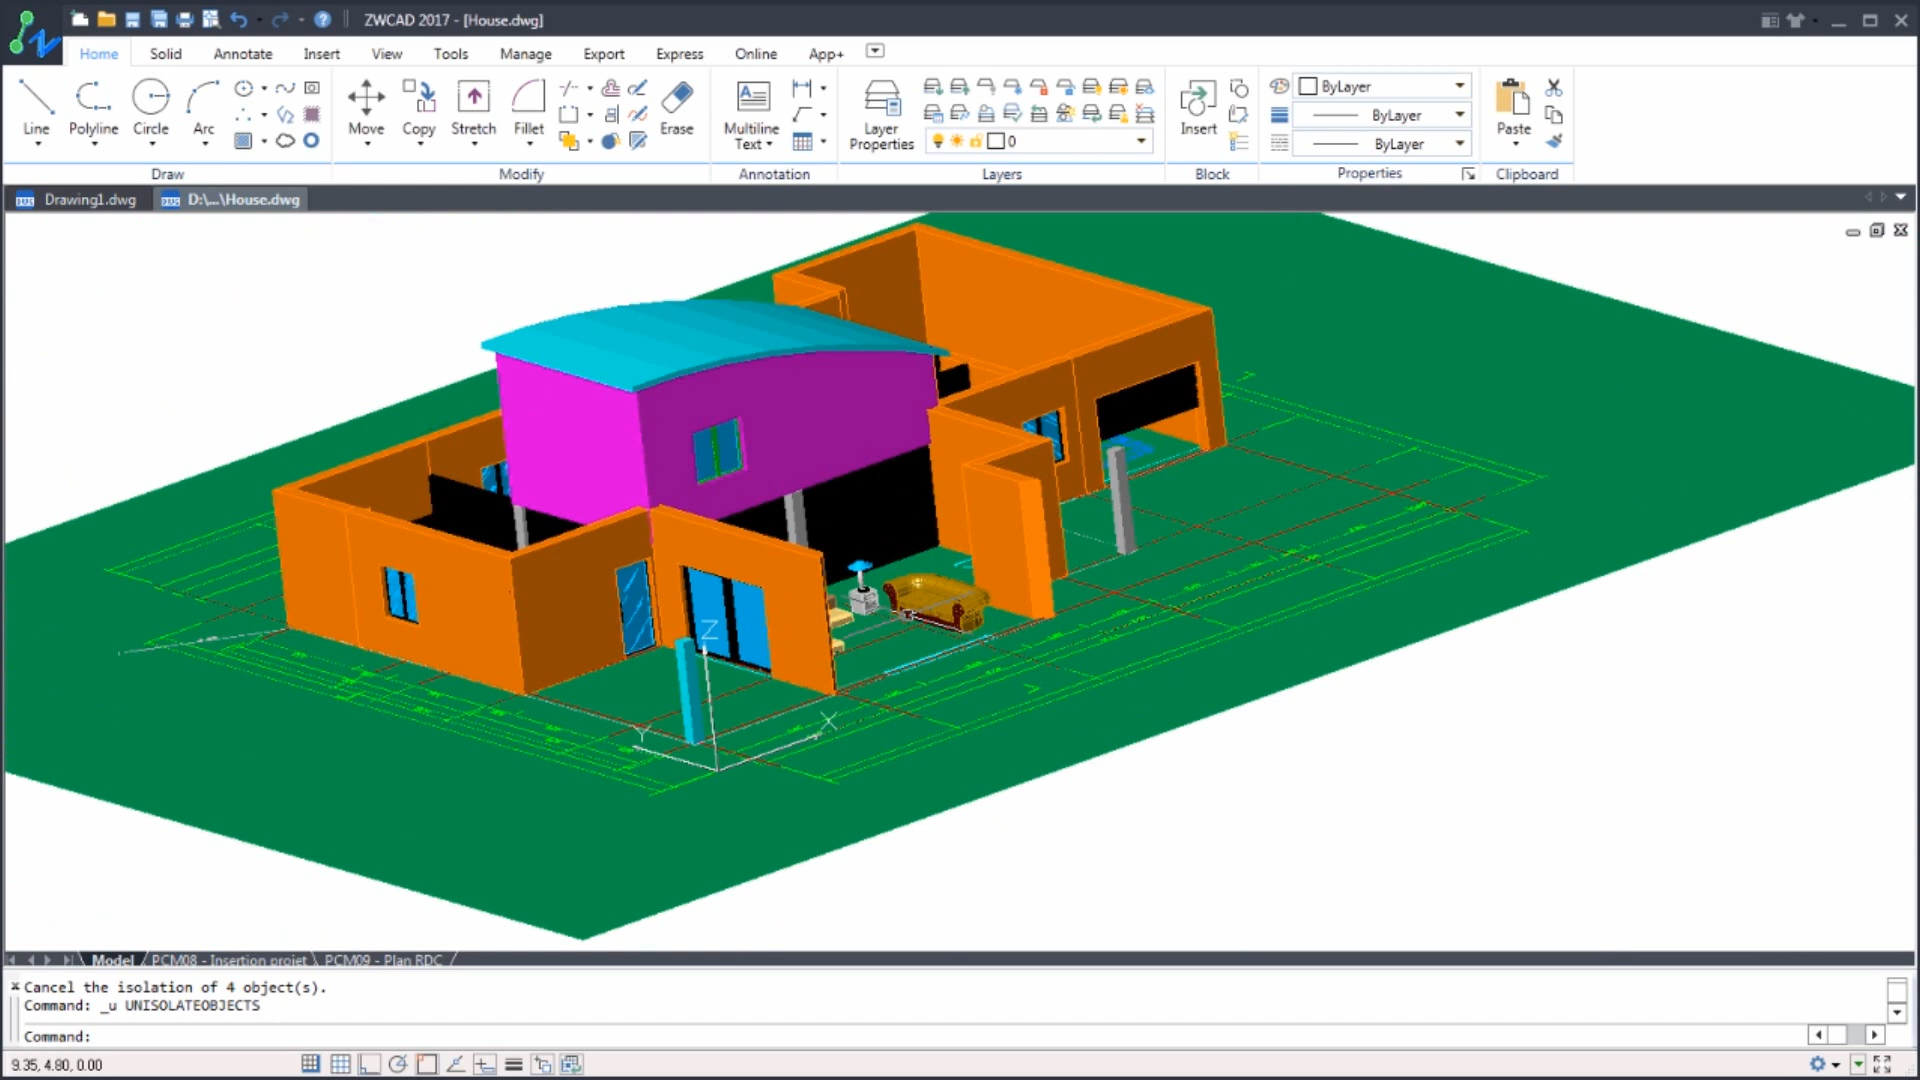 ZWCAD 2017 - [House.dwg]
Home Solid Annotate Insert View Tools Manage Export Express Online App+
Line Polyline Circle Arc Move Copy Stretch Fillet Erase Multiline Text Layer Properties 0 Insert ByLayer Paste
ByLayer
ByLayer
Draw Modify Annotation Layers Block Properties Clipboard
Drawing1.dwg D:\...\House.dwg
Z
X
Y
Model PCM08 - Insertion projet PCM09 - Plan RDC
Cancel the isolation of 4 object(s).
Command: _u UNISOLATEOBJECTS
Command:
9.35, 4.80, 0.00